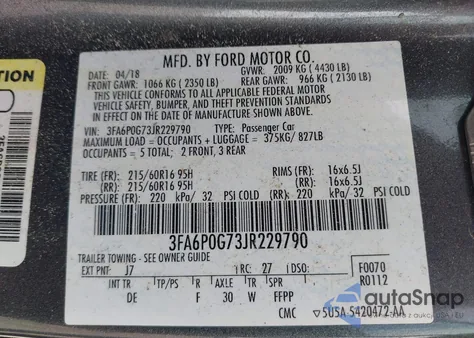 MFD. BY FORD MOTOR CO.
DATE: 04/18 GVWR: 2009 KG ( 4430 LB)
FRONT GAWR: 1066 KG ( 2350 LB) REAR GAWR: 966 KG ( 2130 LB)
THIS VEHICLE CONFORMS TO ALL APPLICABLE FEDERAL MOTOR
VEHICLE SAFETY, BUMPER, AND THEFT PREVENTION STANDARDS
IN EFFECT ON THE DATE OF MANUFACTURE SHOWN ABOVE.
VIN: 3FA6P0G73JR229790 TYPE: Passenger Car
MAXIMUM LOAD = OCCUPANTS + LUGGAGE = 375KG/ 827LB
OCCUPANTS = 5 TOTAL; 2 FRONT, 3 REAR
TIRE (FR): 215/60R16 95H RIMS (FR): 16x6.5J
(RR): 215/60R16 95H (RR): 16x6.5J
PRESSURE (FR): 220 kPa/ 32 PSI COLD (RR): 220 kPa/ 32 PSI COLD
3FA6P0G73JR229790
TRAILER TOWING - SEE OWNER GUIDE
EXT PNT: J7 RC: 27 DSO: F0070
R0112
INT TR TP/PS R AXLE TR SPR
DE F 30 W FFPP
CMC 5USA 5420472-AA
autoSnap